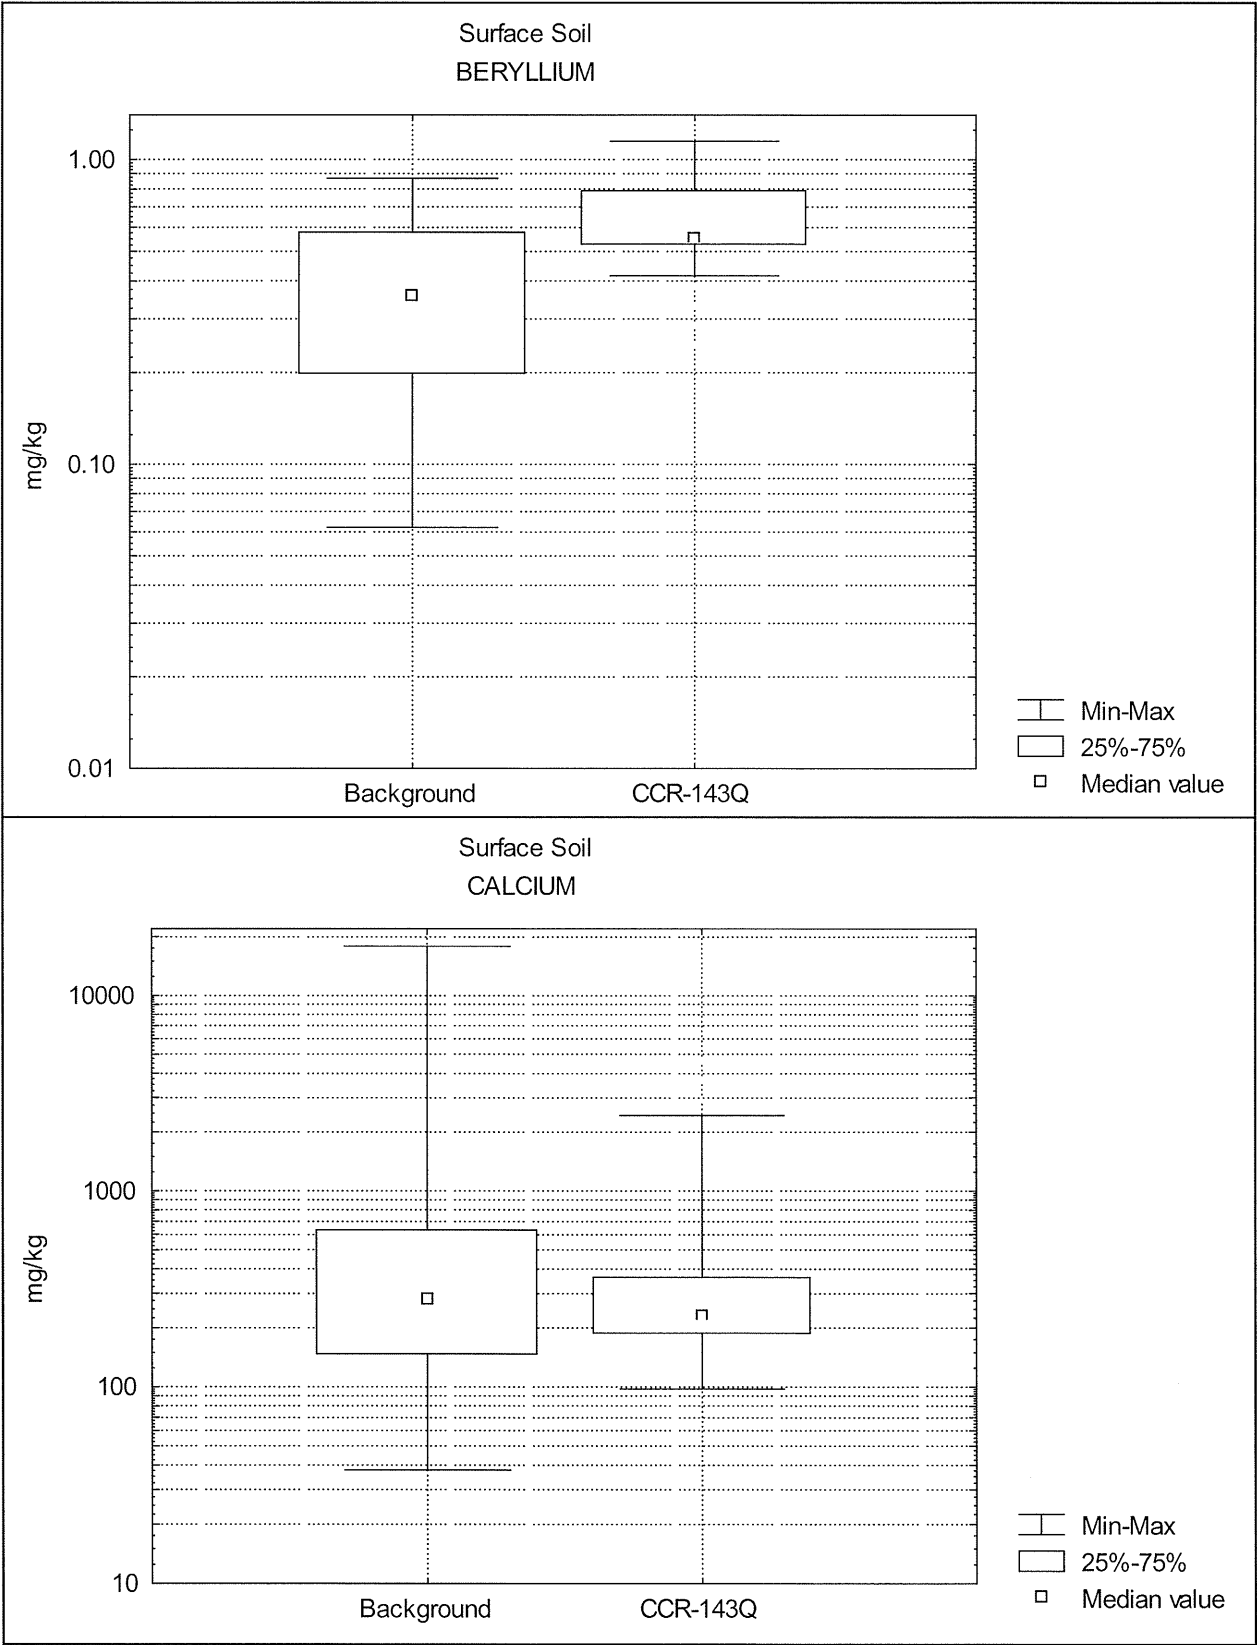 Surface Soil
BERYLLIUM
1.00
0.10
0.01
mg/kg
Background
CCR-143Q
Min-Max
25%-75%
Median value
Surface Soil
CALCIUM
10000
1000
100
10
mg/kg
Background
CCR-143Q
Min-Max
25%-75%
Median value